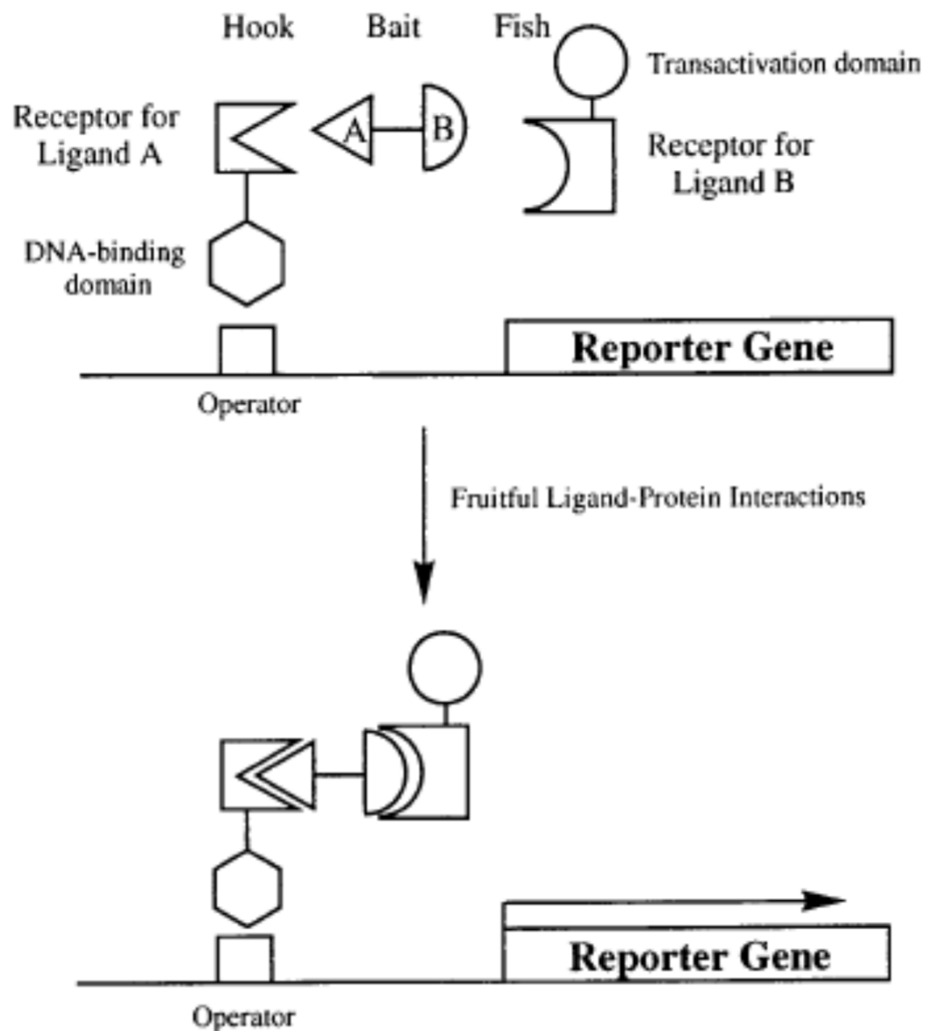 Hook Bait Fish
Transactivation domain
Receptor for
Ligand A
A B
Receptor for
Ligand B
DNA-binding
domain
Reporter Gene
Operator
Fruitful Ligand-Protein Interactions
Reporter Gene
Operator